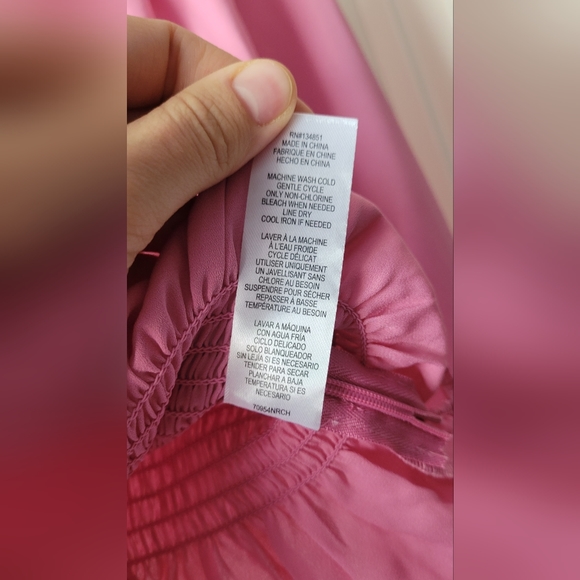 RN#134851
MADE IN CHINA
FABRIQUE EN CHINE
HECHO EN CHINA
MACHINE WASH COLD
GENTLE CYCLE
ONLY NON-CHLORINE
BLEACH WHEN NEEDED
LINE DRY
COOL IRON IF NEEDED
LAVER À LA MACHINE
À L'EAU FROIDE
CYCLE DÉLICAT
UTILISER UNIQUEMENT
UN JAVELLISANT SANS
CHLORE AU BESOIN
SUSPENDRE POUR SÉCHER
REPASSER À BASSE
TEMPÉRATURE AU BESOIN
LAVAR A MÁQUINA
CON AGUA FRÍA
CICLO DELICADO
SOLO BLANQUEADOR
SIN LEJÍA SI ES NECESARIO
TENDER PARA SECAR
PLANCHAR A BAJA
TEMPERATURA SI ES
NECESARIO
70954NRCH